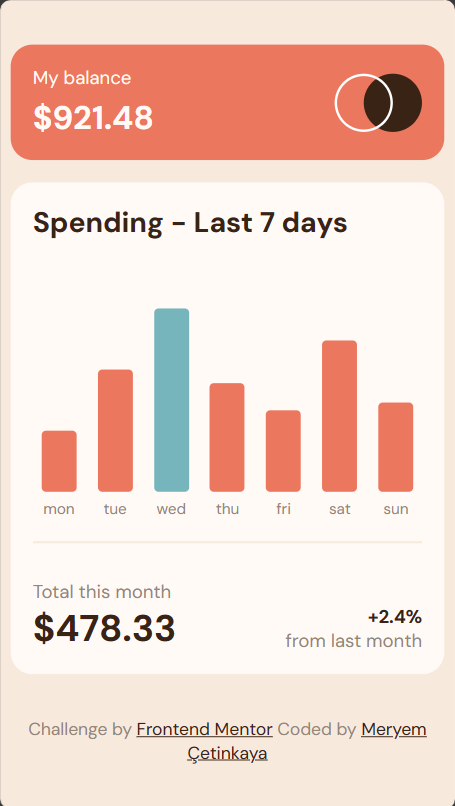 My balance
$921.48
Spending - Last 7 days
mon tue wed thu fri sat sun
Total this month
$478.33
+2.4%
from last month
Challenge by Frontend Mentor Coded by Meryem
Çetinkaya